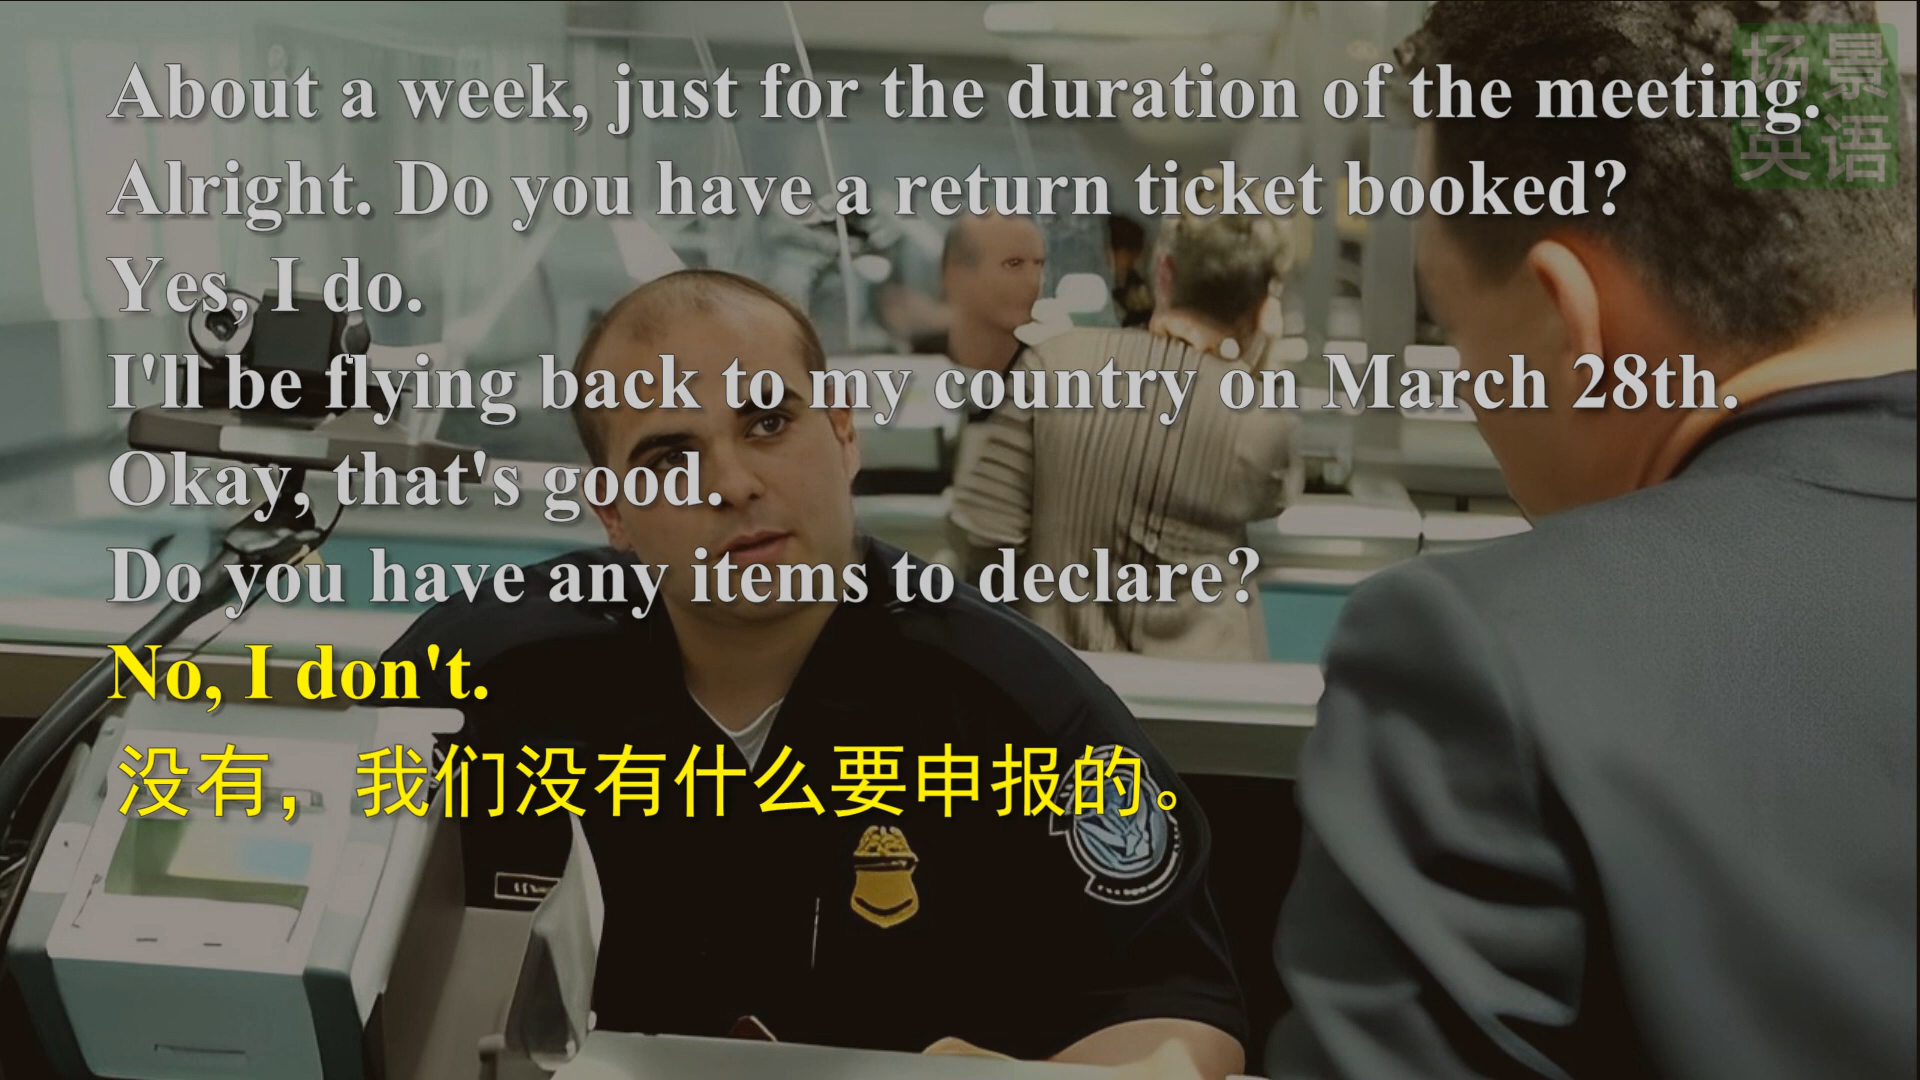 场景
英语
About a week, just for the duration of the meeting.
Alright. Do you have a return ticket booked?
Yes, I do.
I'll be flying back to my country on March 28th.
Okay, that's good.
Do you have any items to declare?
No, I don't.
没有，我们没有什么要申报的。